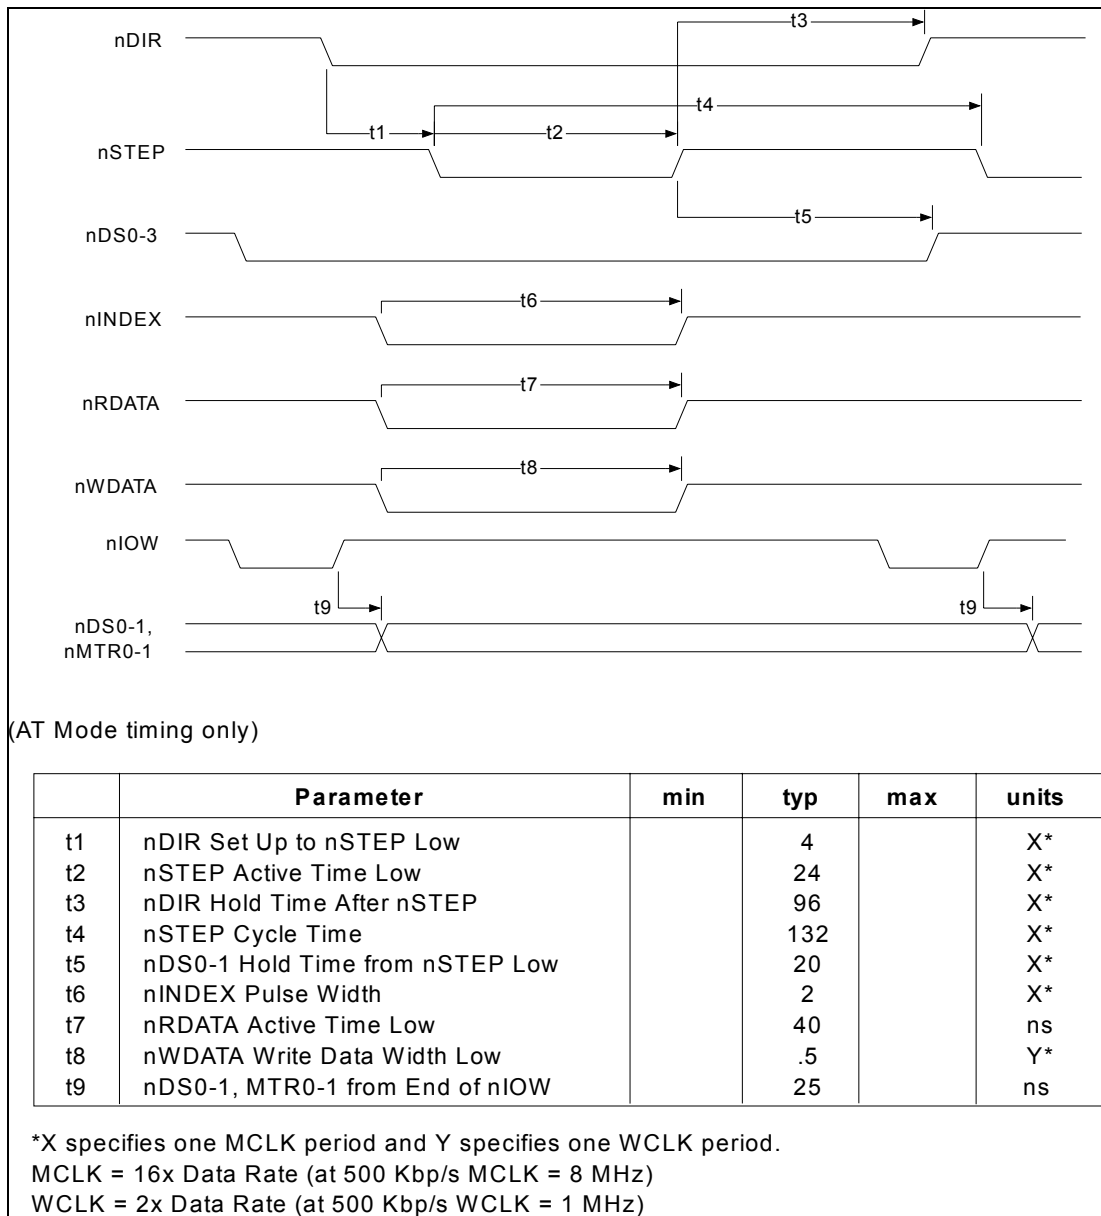 nDIR
t3
t4
t1
t2
nSTEP
t5
nDS0-3
t6
nINDEX
t7
nRDATA
t8
nWDATA
nIOW
t9
t9
nDS0-1,
nMTR0-1
(AT Mode timing only)
Parameter min typ max units
t1 nDIR Set Up to nSTEP Low 4 X*
t2 nSTEP Active Time Low 24 X*
t3 nDIR Hold Time After nSTEP 96 X*
t4 nSTEP Cycle Time 132 X*
t5 nDS0-1 Hold Time from nSTEP Low 20 X*
t6 nINDEX Pulse Width 2 X*
t7 nRDATA Active Time Low 40 ns
t8 nWDATA Write Data Width Low .5 Y*
t9 nDS0-1, MTR0-1 from End of nIOW 25 ns
*X specifies one MCLK period and Y specifies one WCLK period.
MCLK = 16x Data Rate (at 500 Kbp/s MCLK = 8 MHz)
WCLK = 2x Data Rate (at 500 Kbp/s WCLK = 1 MHz)